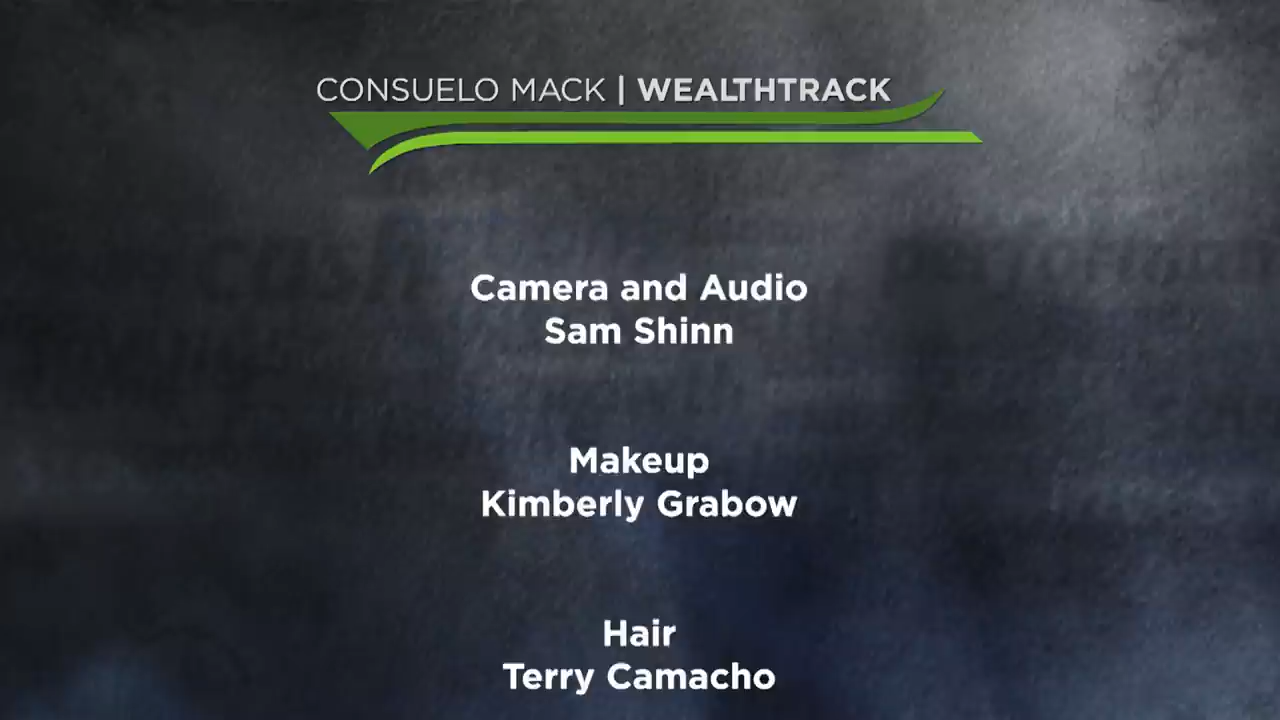 CONSUELO MACK | WEALTHTRACK
Camera and Audio
Sam Shinn
Makeup
Kimberly Grabow
Hair
Terry Camacho